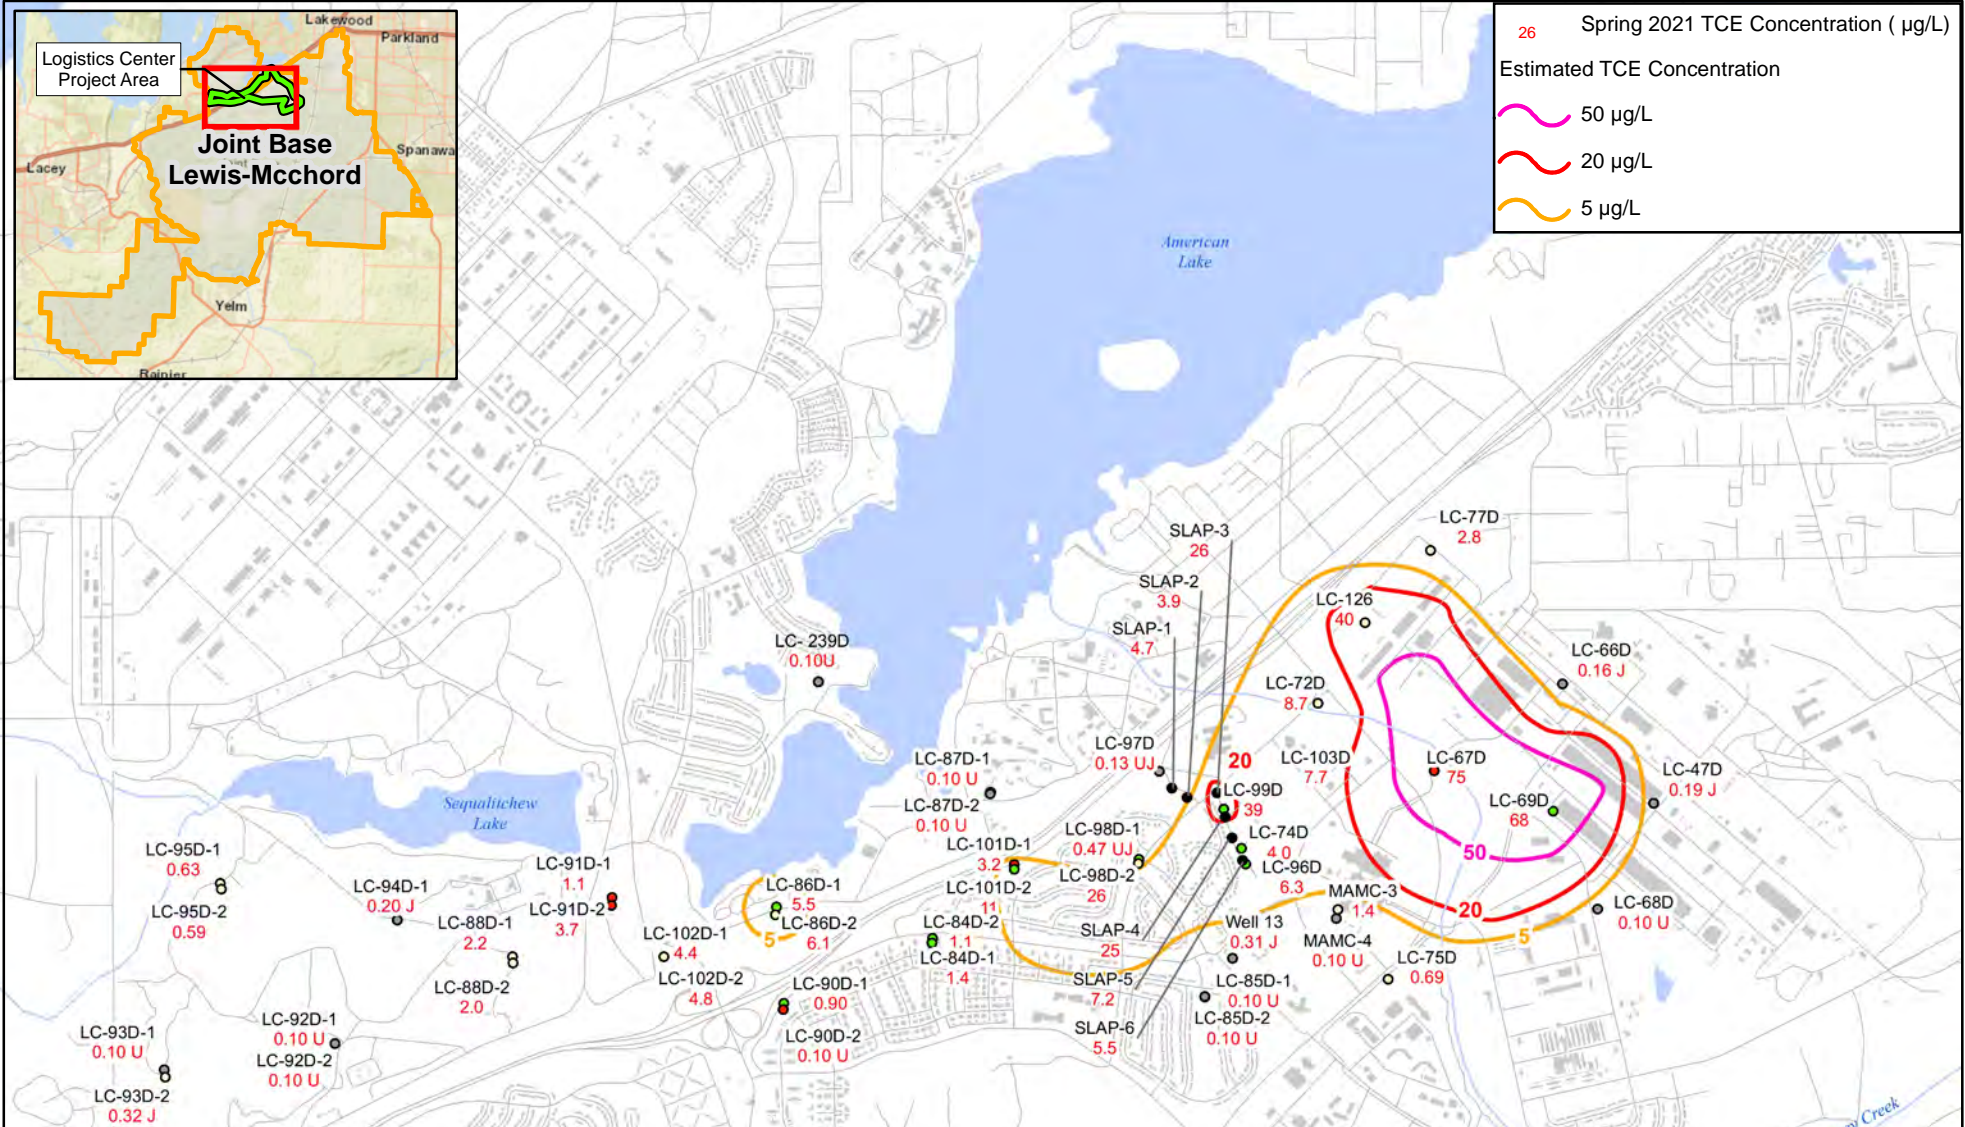 Lakewood
Parkland
Logistics Center
Project Area
Joint Base
Lewis-Mcchord
Spanawa
Lacey
Yelm
Rainier
26 Spring 2021 TCE Concentration ( µg/L)
Estimated TCE Concentration
50 µg/L
20 µg/L
5 µg/L
American
Lake
Sequalitchew
Lake
LC-77D
2.8
SLAP-3
26
SLAP-2
3.9
SLAP-1
4.7
LC-126
40
LC- 239D
0.10U
LC-66D
0.16 J
LC-72D
8.7
LC-97D
0.13 UJ
20
LC-103D
7.7
LC-67D
75
LC-47D
0.19 J
LC-87D-1
0.10 U
LC-87D-2
0.10 U
LC-99D
39
LC-69D
68
LC-98D-1
0.47 UJ
LC-98D-2
26
LC-74D
4.0
LC-96D
6.3
50
LC-101D-1
3.2
LC-101D-2
11
LC-95D-1
0.63
LC-95D-2
0.59
LC-94D-1
0.20 J
LC-91D-1
1.1
LC-91D-2
3.7
LC-86D-1
5.5
LC-86D-2
6.1
5
MAMC-3
1.4
MAMC-4
0.10 U
20
5
LC-68D
0.10 U
LC-88D-1
2.2
LC-88D-2
2.0
LC-102D-1
4.4
LC-102D-2
4.8
LC-84D-2
1.1
LC-84D-1
1.4
SLAP-4
25
Well 13
0.31 J
LC-75D
0.69
SLAP-5
7.2
LC-85D-1
0.10 U
LC-85D-2
0.10 U
LC-90D-1
0.90
LC-90D-2
0.10 U
SLAP-6
5.5
LC-93D-1
0.10 U
LC-93D-2
0.32 J
LC-92D-1
0.10 U
LC-92D-2
0.10 U
Creek